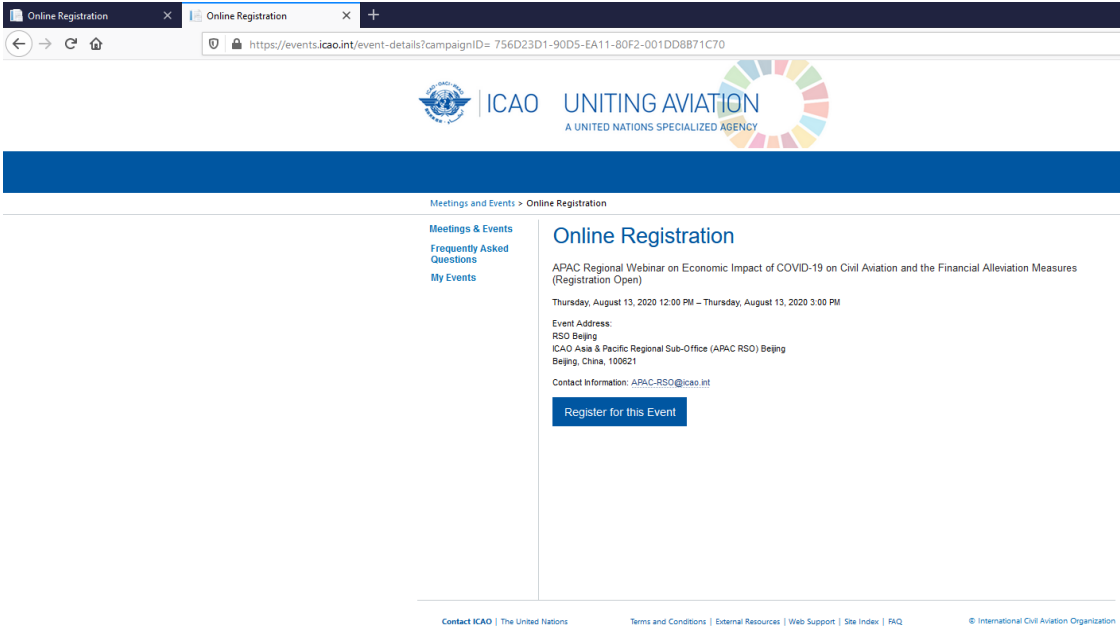 Online Registration
Online Registration
https://events.icao.int/event-details?campaignID= 756D23D1-90D5-EA11-80F2-001DD8B71C70
ICAO
UNITING AVIATION
A UNITED NATIONS SPECIALIZED AGENCY
Meetings and Events > Online Registration
Meetings & Events
Frequently Asked
Questions
My Events
Online Registration
APAC Regional Webinar on Economic Impact of COVID-19 on Civil Aviation and the Financial Alleviation Measures
(Registration Open)
Thursday, August 13, 2020 12:00 PM – Thursday, August 13, 2020 3:00 PM
Event Address:
RSO Beijing
ICAO Asia & Pacific Regional Sub-Office (APAC RSO) Beijing
Beijing, China, 100621
Contact Information: APAC-RSO@icao.int
Register for this Event
Contact ICAO | The United Nations
Terms and Conditions | External Resources | Web Support | Site Index | FAQ
© International Civil Aviation Organization